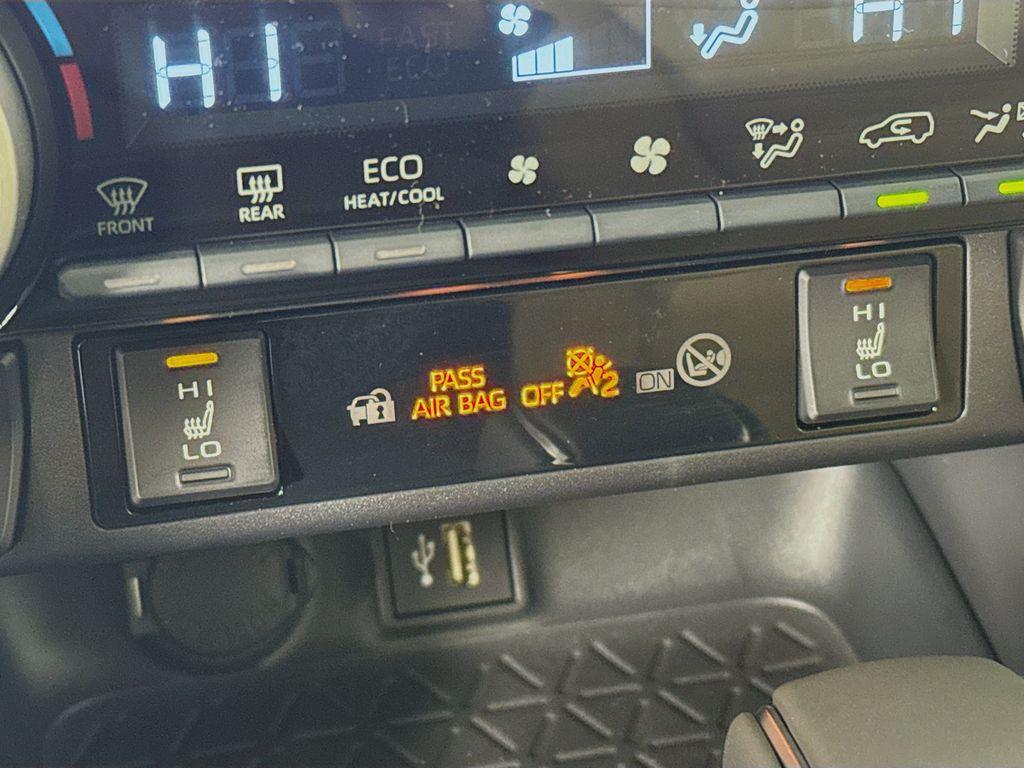 HI
FAST
ECO
HI
FRONT
REAR
ECO
HEAT/COOL
HI
LO
PASS
AIR BAG
OFF
2
ON
HI
LO